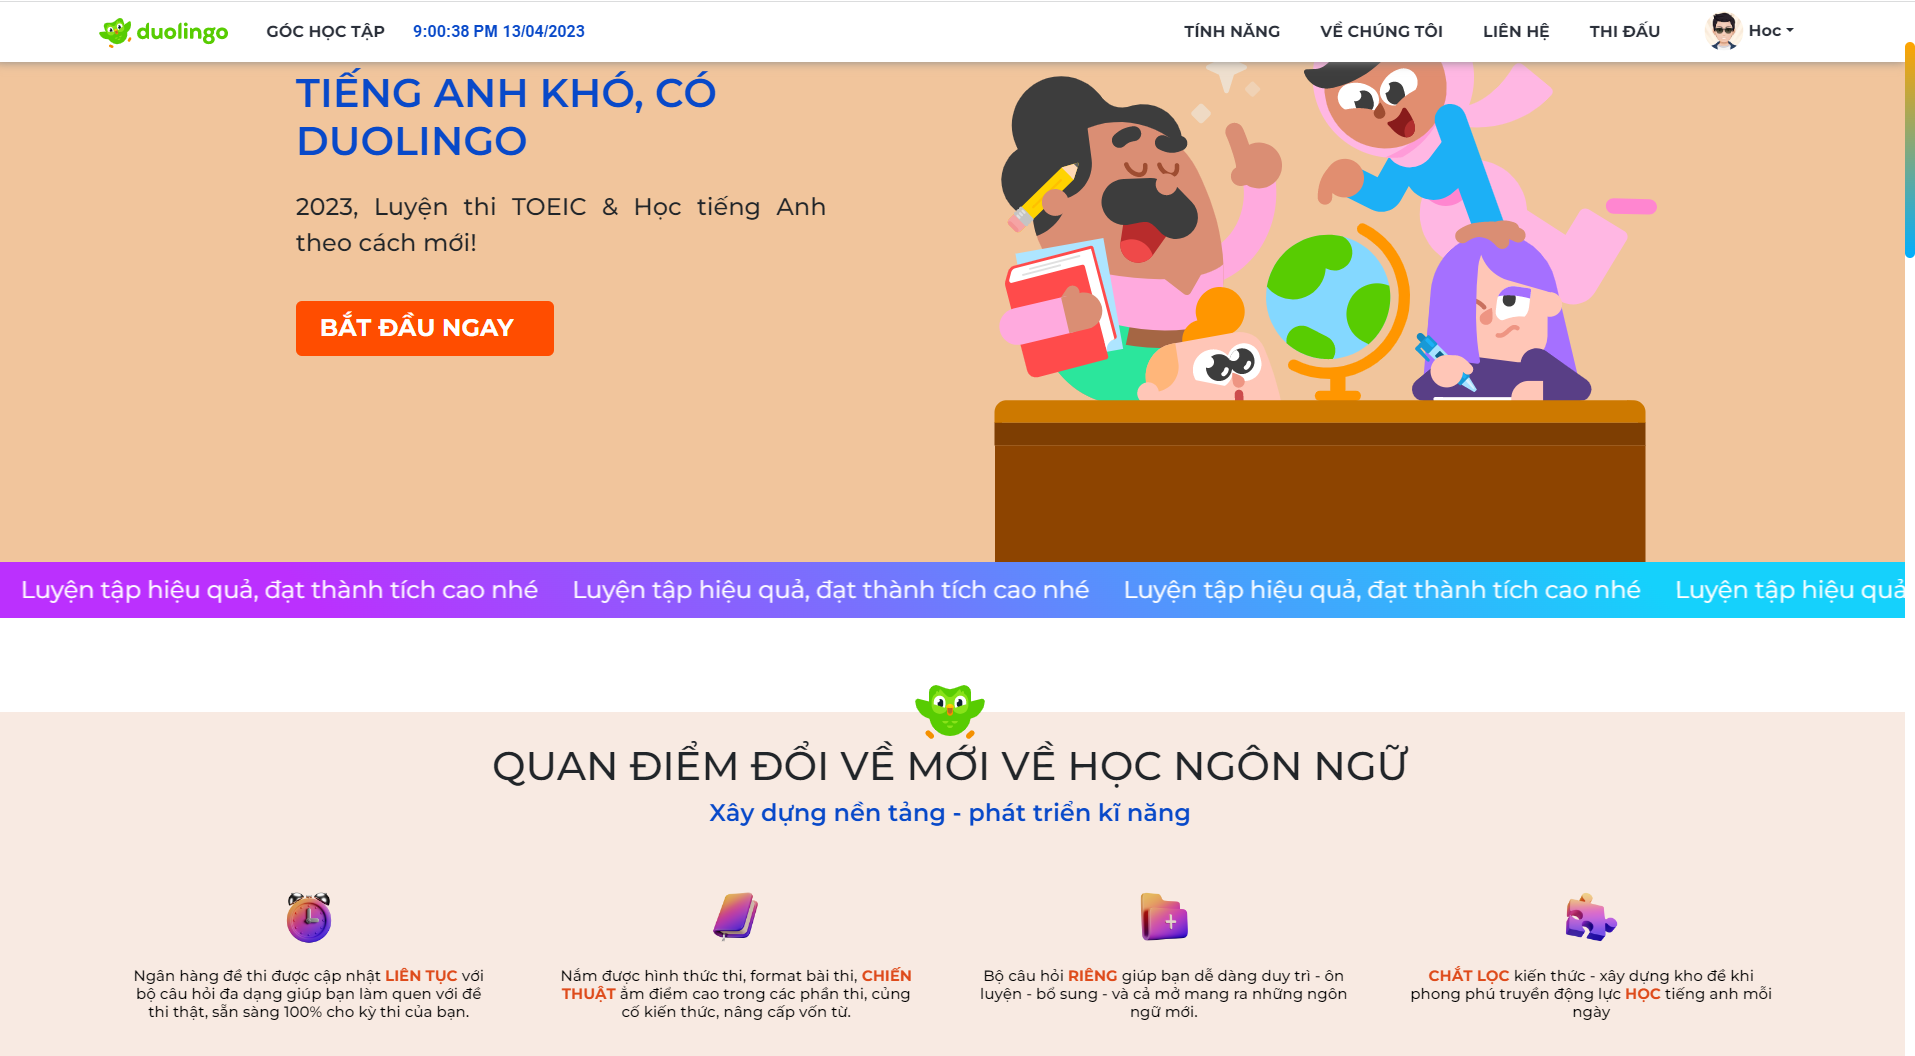 duolingo
GÓC HỌC TẬP
9:00:38 PM 13/04/2023
TÍNH NĂNG
VỀ CHÚNG TÔI
LIÊN HỆ
THI ĐẤU
Hoc
TIẾNG ANH KHÓ, CÓ
DUOLINGO
2023, Luyện thi TOEIC & Học tiếng Anh
theo cách mới!
BẮT ĐẦU NGAY
Luyện tập hiệu quả, đạt thành tích cao nhé Luyện tập hiệu quả, đạt thành tích cao nhé Luyện tập hiệu quả, đạt thành tích cao nhé Luyện tập hiệu quả
QUAN ĐIỂM ĐỔI VỀ MỚI VỀ HỌC NGÔN NGỮ
Xây dựng nền tảng - phát triển kĩ năng
Ngân hàng đề thi được cập nhật LIÊN TỤC với
bộ câu hỏi đa dạng giúp bạn làm quen với đề
thi thật, sẵn sàng 100% cho kỳ thi của bạn.
Nắm được hình thức thi, format bài thi, CHIẾN
THUẬT ẵm điểm cao trong các phần thi, củng
cố kiến thức, nâng cấp vốn từ.
Bộ câu hỏi RIÊNG giúp bạn dễ dàng duy trì - ôn
luyện - bổ sung - và cả mở mang ra những ngôn
ngữ mới.
CHẮT LỌC kiến thức - xây dựng kho đề khi
phong phú truyền động lực HỌC tiếng anh mỗi
ngày